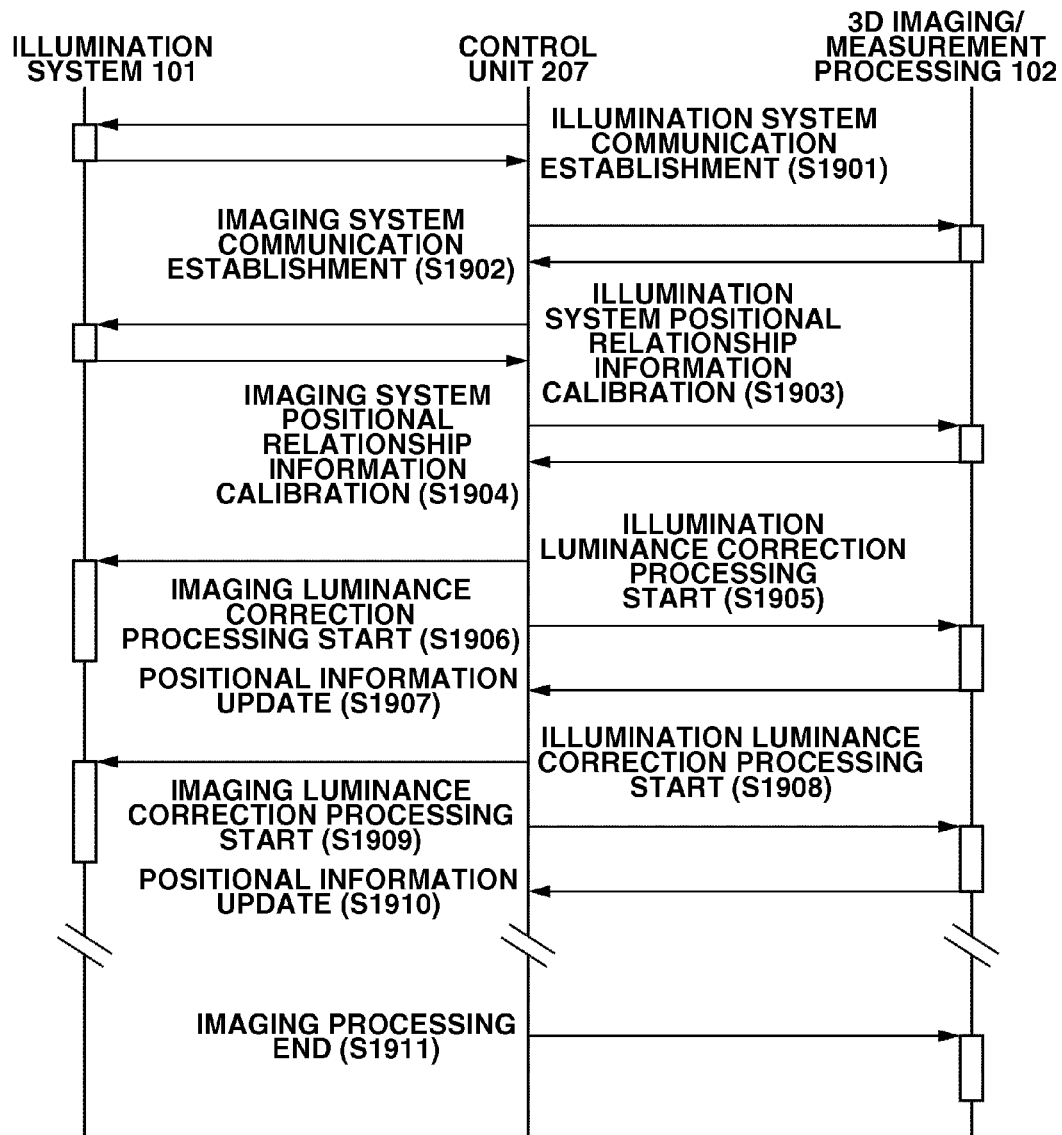 ILLUMINATION
SYSTEM 101
CONTROL
UNIT 207
3D IMAGING/
MEASUREMENT
PROCESSING 102
ILLUMINATION SYSTEM
COMMUNICATION
ESTABLISHMENT (S1901)
IMAGING SYSTEM
COMMUNICATION
ESTABLISHMENT (S1902)
ILLUMINATION
SYSTEM POSITIONAL
RELATIONSHIP
INFORMATION
CALIBRATION (S1903)
IMAGING SYSTEM
POSITIONAL
RELATIONSHIP
INFORMATION
CALIBRATION (S1904)
ILLUMINATION
LUMINANCE CORRECTION
PROCESSING
START (S1905)
IMAGING LUMINANCE
CORRECTION
PROCESSING START (S1906)
POSITIONAL INFORMATION
UPDATE (S1907)
ILLUMINATION LUMINANCE
CORRECTION PROCESSING
START (S1908)
IMAGING LUMINANCE
CORRECTION PROCESSING
START (S1909)
POSITIONAL INFORMATION
UPDATE (S1910)
IMAGING PROCESSING
END (S1911)